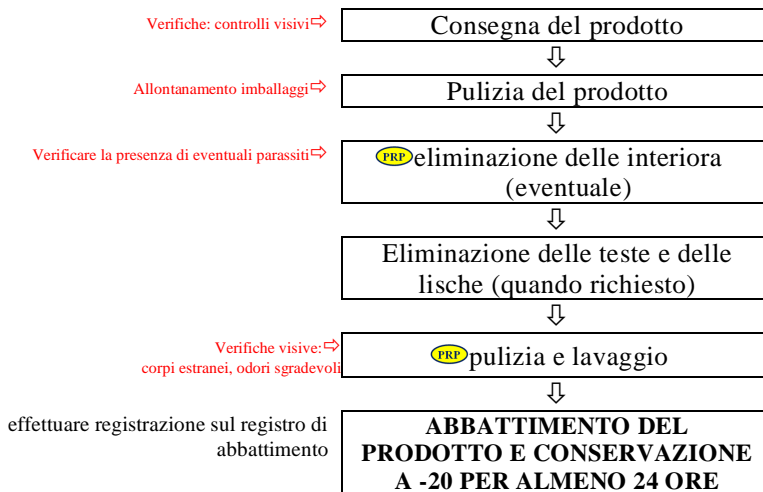 Verifiche: controlli visivi⇨
Consegna del prodotto
Allontanamento imballaggi⇨
Pulizia del prodotto
Verificare la presenza di eventuali parassiti⇨
PRP eliminazione delle interiora
(eventuale)
Eliminazione delle teste e delle
lische (quando richiesto)
Verifiche visive:⇨
corpi estranei, odori sgradevoli
PRP pulizia e lavaggio
effettuare registrazione sul registro di
abbattimento
ABBATTIMENTO DEL
PRODOTTO E CONSERVAZIONE
A -20 PER ALMENO 24 ORE